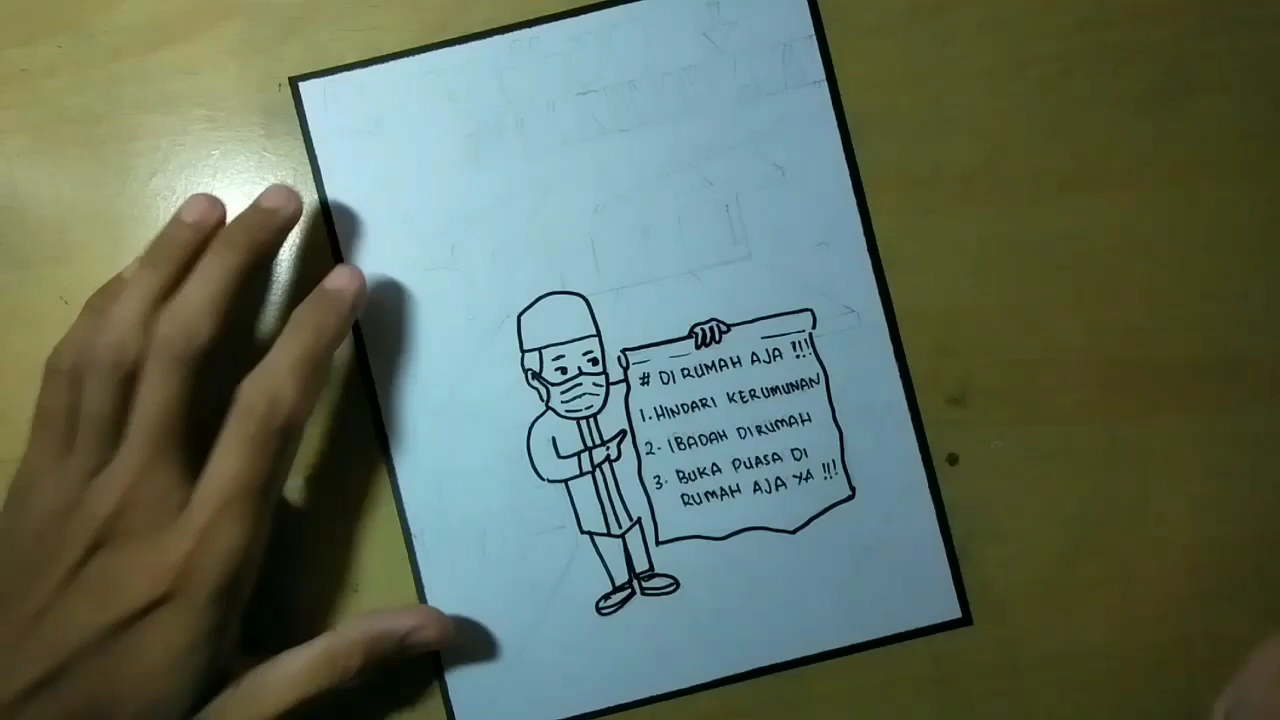 # DI RUMAH AJA !!!
1. HINDARI KERUMUNAN
2. IBADAH DIRUMAH
3. BUKA PUASA DI
RUMAH AJA YA !!!